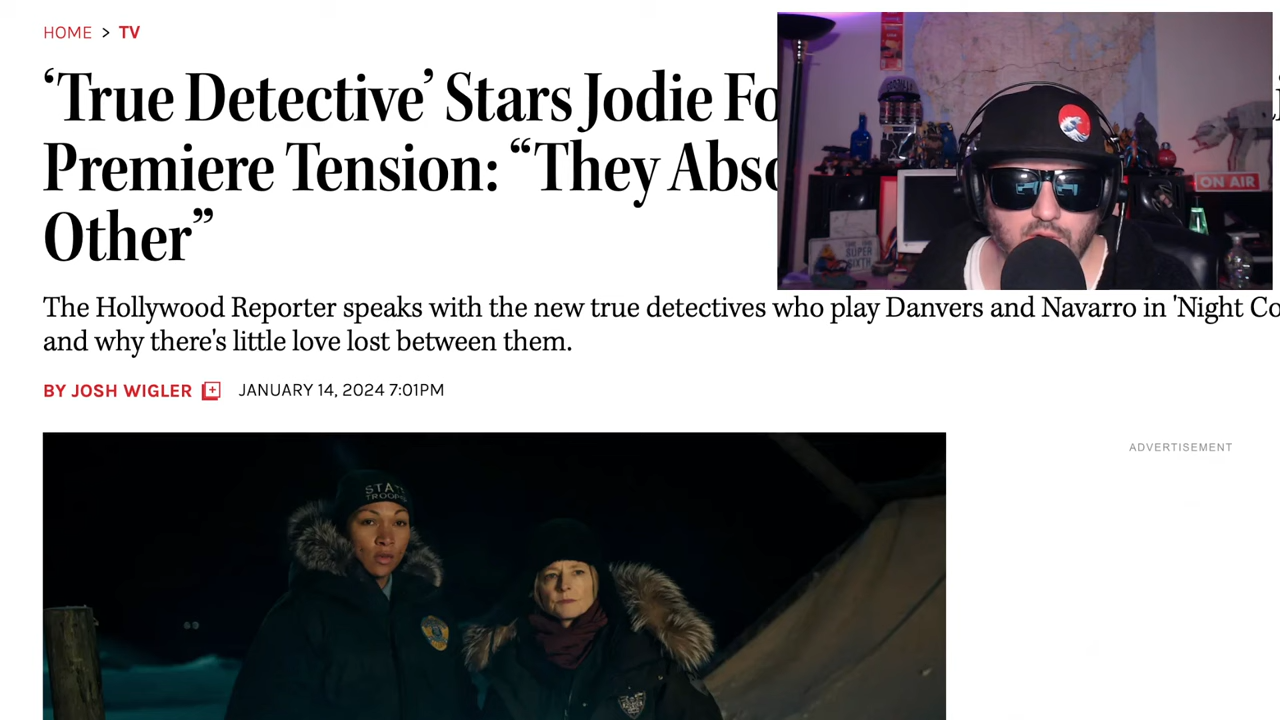 HOME > TV
‘True Detective’ Stars Jodie Fo
Premiere Tension: “They Abso
Other”
The Hollywood Reporter speaks with the new true detectives who play Danvers and Navarro in 'Night Co
and why there's little love lost between them.
BY JOSH WIGLER JANUARY 14, 2024 7:01PM
ADVERTISEMENT
ON AIR
STATE
TROOPER